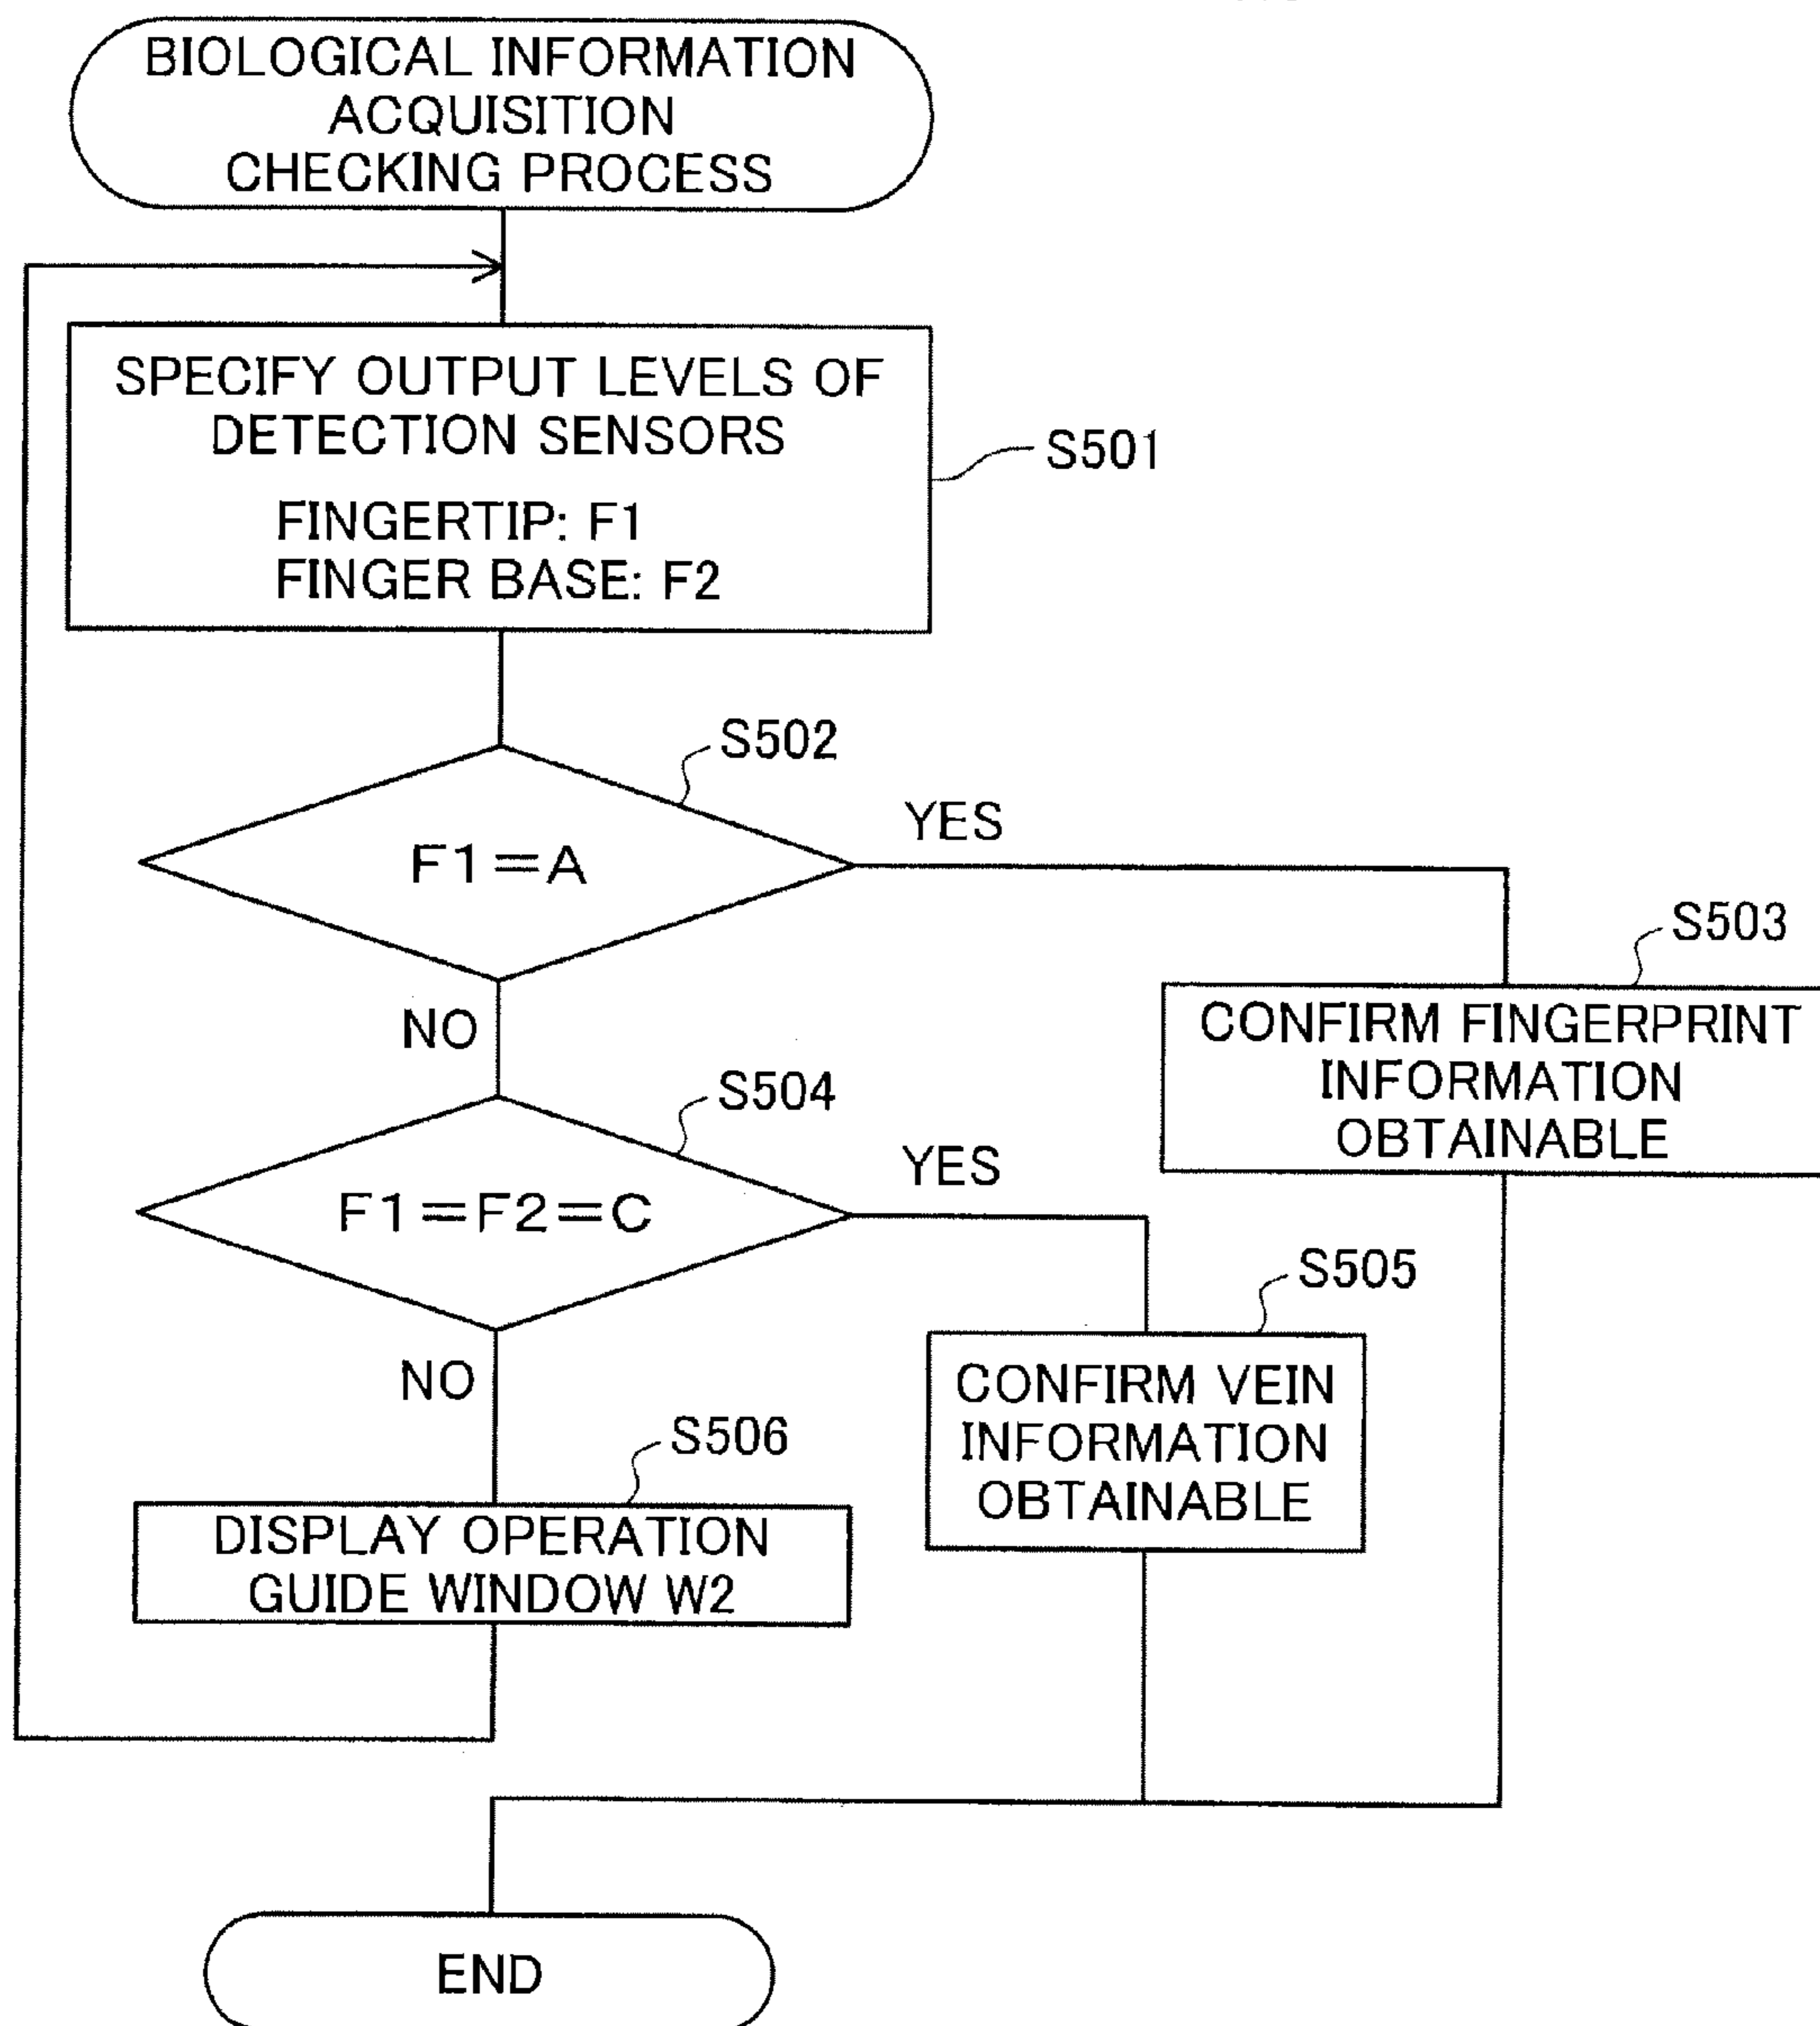 BIOLOGICAL INFORMATION
ACQUISITION
CHECKING PROCESS
SPECIFY OUTPUT LEVELS OF
DETECTION SENSORS
FINGERTIP: F1
FINGER BASE: F2
S501
S502
F1=A
YES
NO
S503
CONFIRM FINGERPRINT
INFORMATION
OBTAINABLE
S504
F1=F2=C
YES
NO
S505
CONFIRM VEIN
INFORMATION
OBTAINABLE
S506
DISPLAY OPERATION
GUIDE WINDOW W2
END